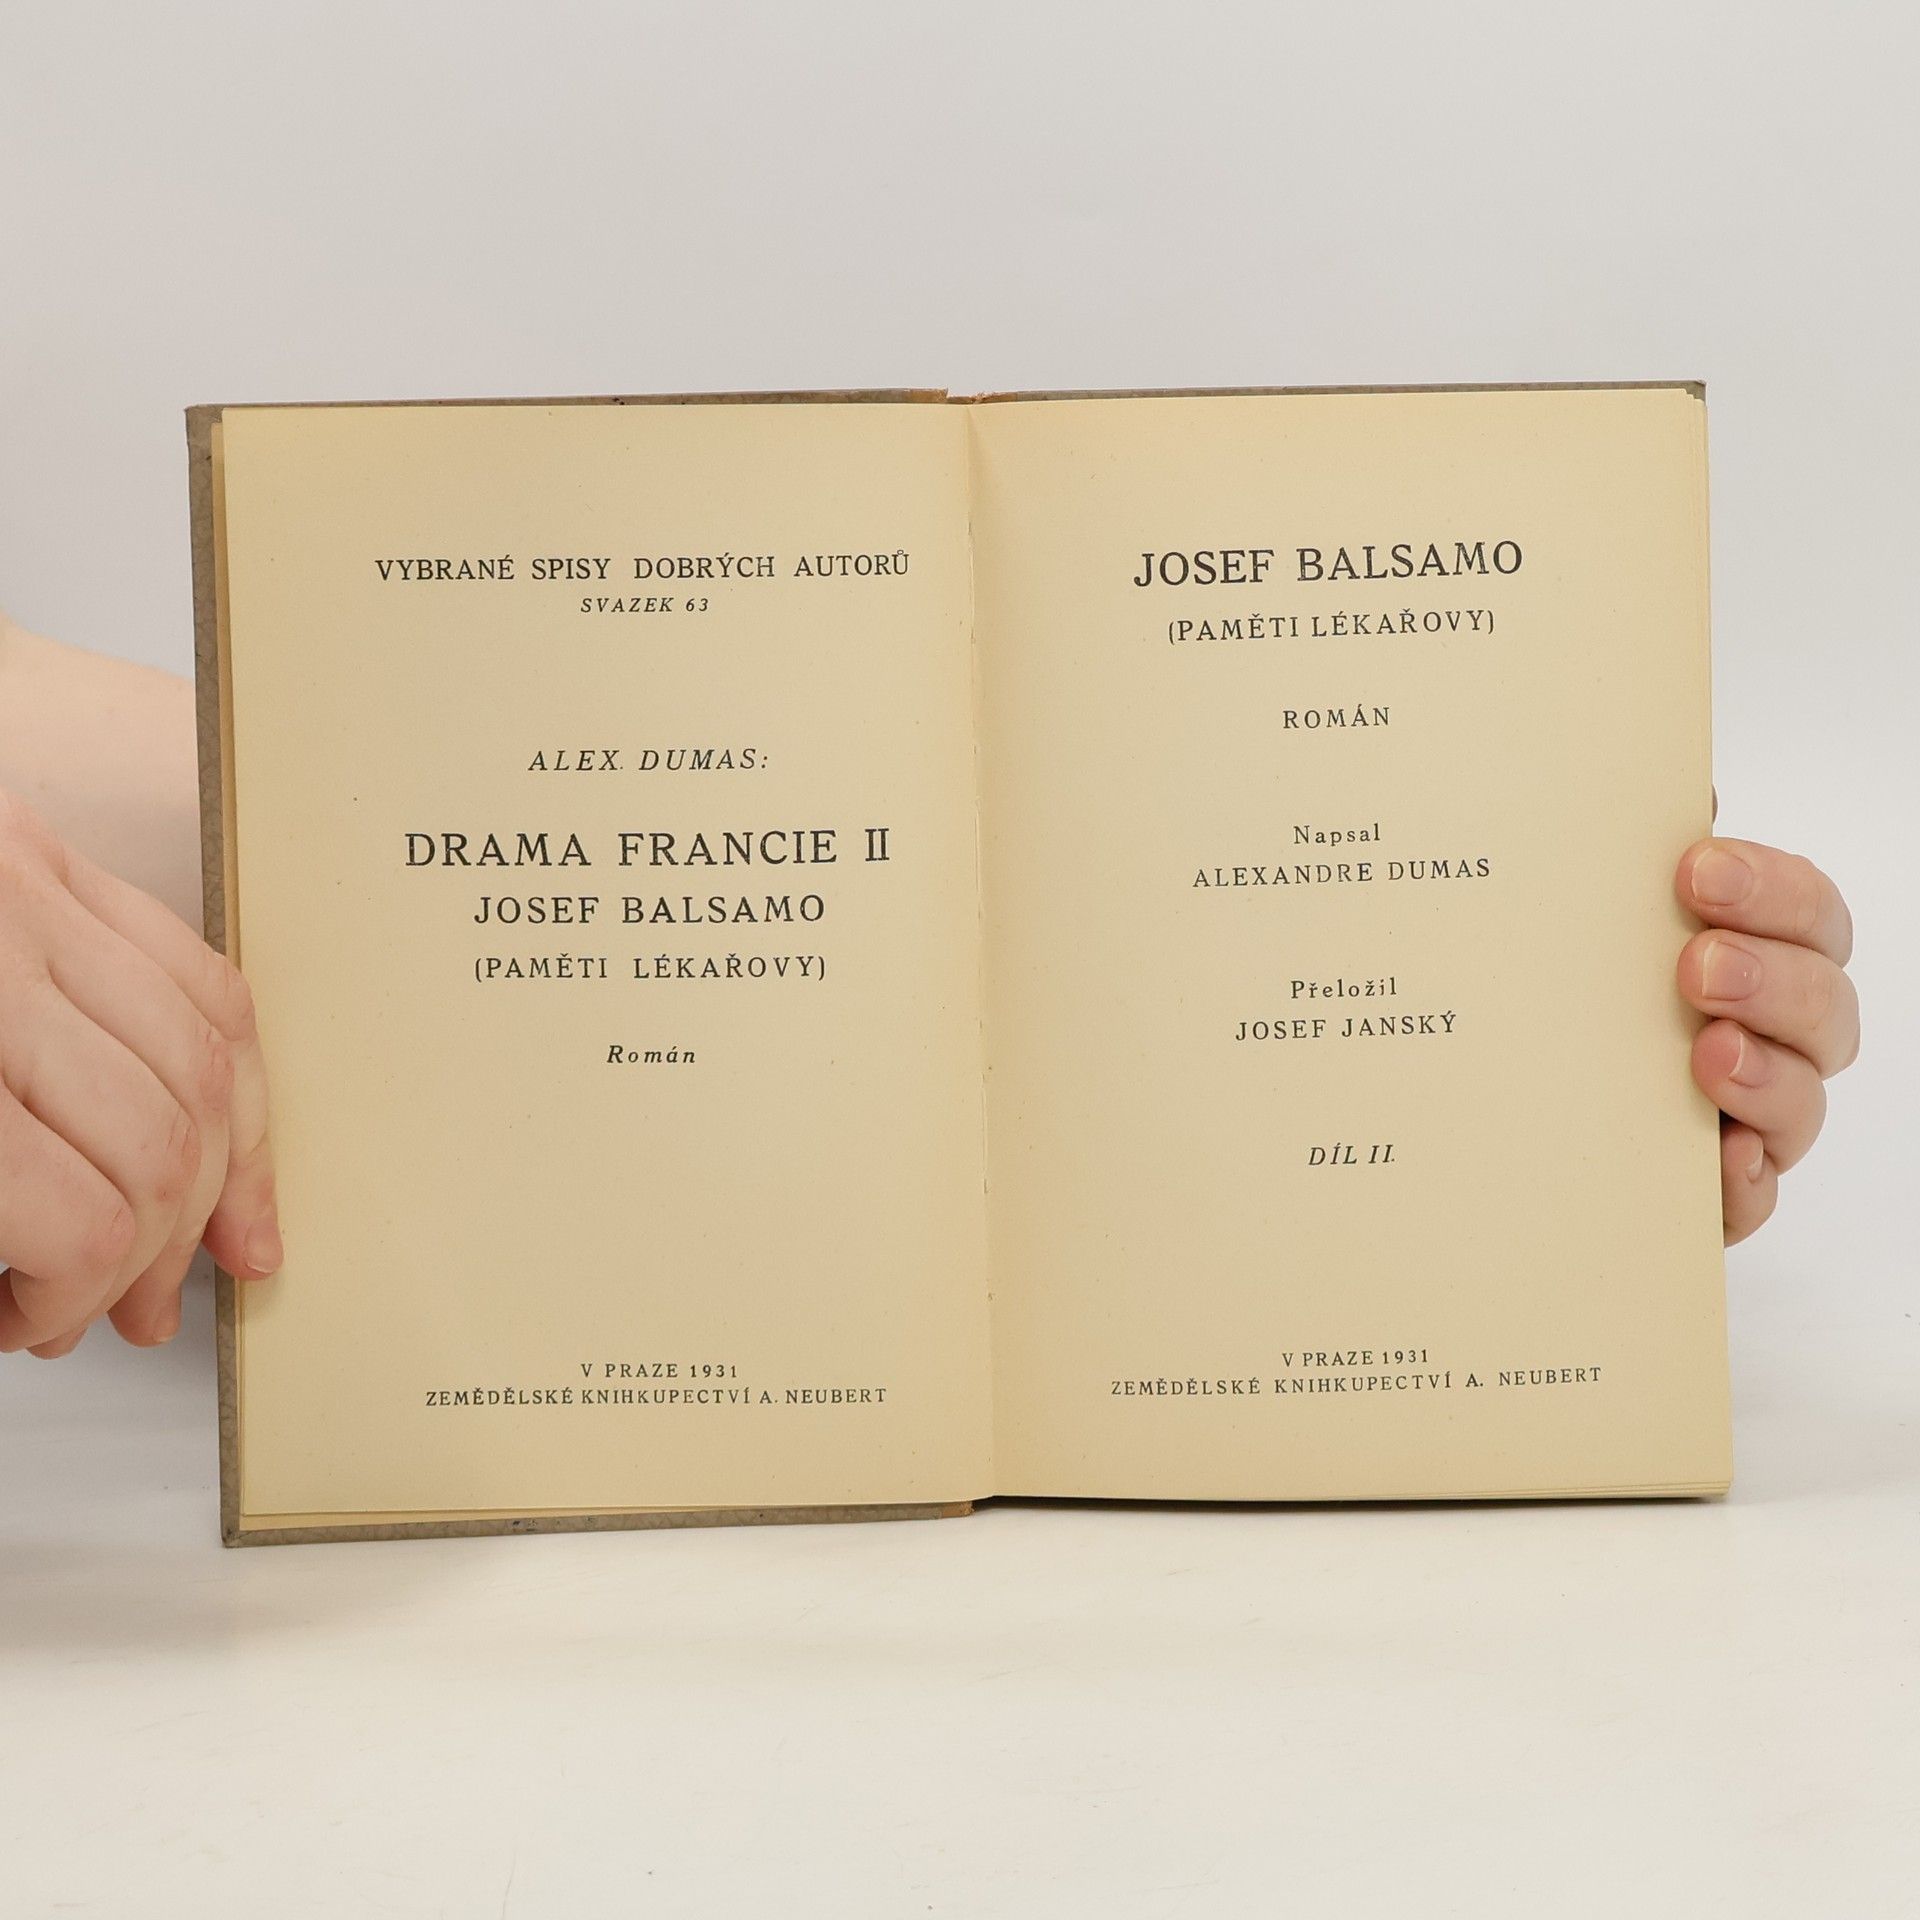 VYBRANÉ SPISY DOBRÝCH AUTORŮ
SVAZEK 63
ALEX. DUMAS:
DRAMA FRANCIE II
JOSEF BALSAMO
(PAMĚTI LÉKAŘOVY)
Román
V PRAZE 1931
ZEMĚDĚLSKÉ KNIHKUPECTVÍ A. NEUBERT
JOSEF BALSAMO
(PAMĚTI LÉKAŘOVY)
ROMÁN
Napsal
ALEXANDRE DUMAS
Přeložil
JOSEF JANSKÝ
DÍL II.
V PRAZE 1931
ZEMĚDĚLSKÉ KNIHKUPECTVÍ A. NEUBERT